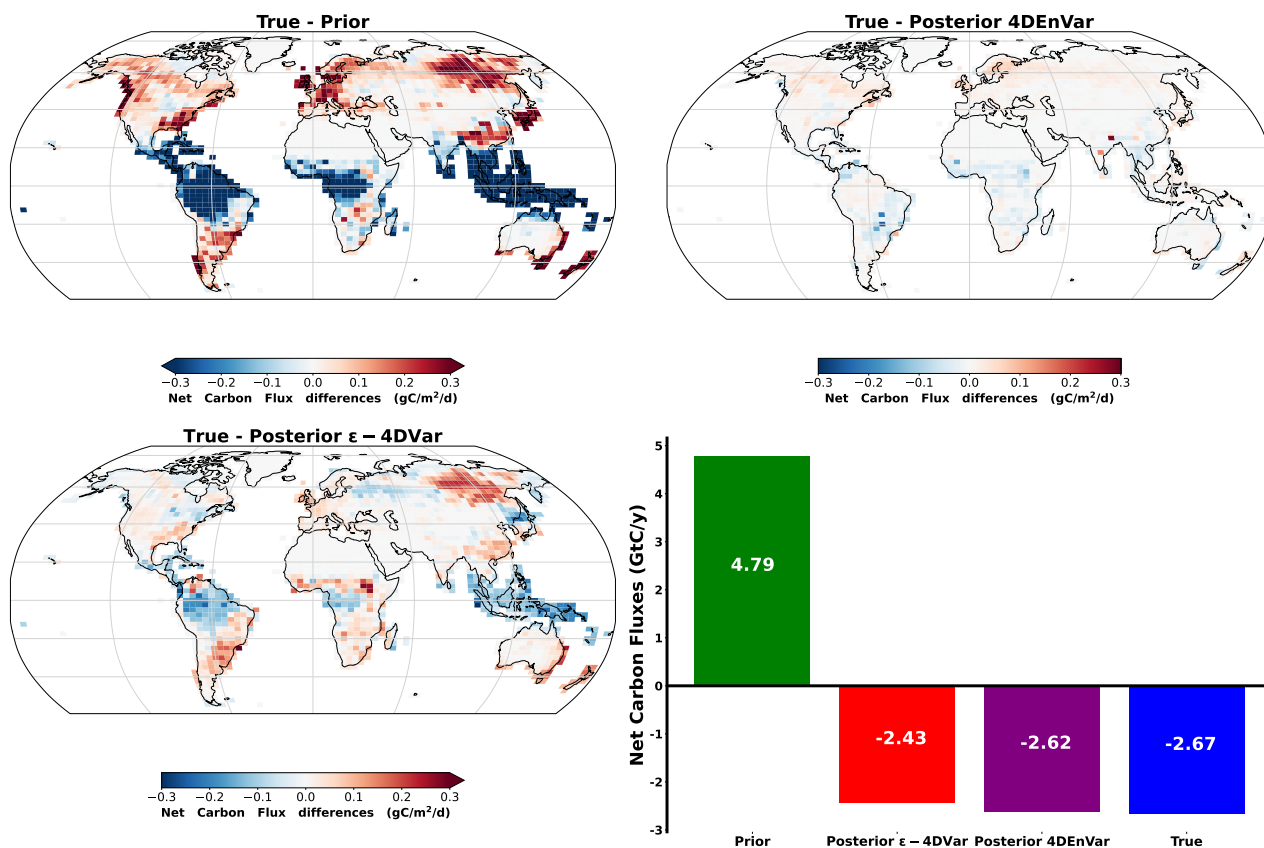 True - Prior
−0.3 −0.2 −0.1 0.0 0.1 0.2 0.3
Net Carbon Flux differences (gC/m²/d)
True - Posterior 4DEnVar
−0.3 −0.2 −0.1 0.0 0.1 0.2 0.3
Net Carbon Flux differences (gC/m²/d)
True - Posterior ε − 4DVar
−0.3 −0.2 −0.1 0.0 0.1 0.2 0.3
Net Carbon Flux differences (gC/m²/d)
Net Carbon Fluxes (GtC/y)
5
4
3
2
1
0
-1
-2
-3
4.79
-2.43
-2.62
-2.67
Prior
Posterior ε − 4DVar
Posterior 4DEnVar
True